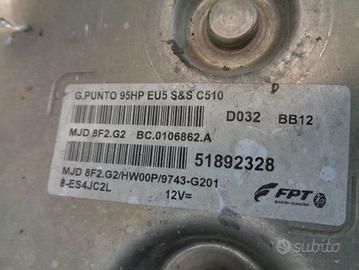 G.PUNTO 95HP EU5 S&S C510
D032 BB12
MJD 8F2.G2 BC.0106862.A
51892328
MJD 8F2.G2/HW00P/9743-G201
8-ES4JC2L
12V=
FPT
subito